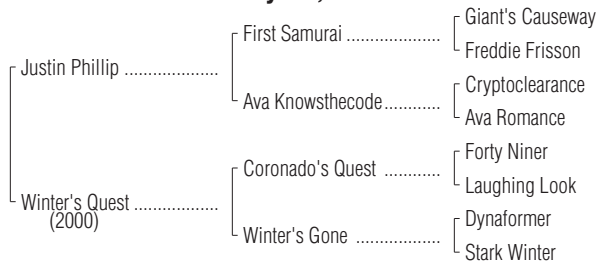 Giant's Causeway
First Samurai ...................
Freddie Frisson
Justin Phillip ...................
Cryptoclearance
Ava Knowsthecode............
Ava Romance
Forty Niner
Coronado's Quest ............
Laughing Look
Winter's Quest .................
(2000)
Dynaformer
Winter's Gone .................
Stark Winter